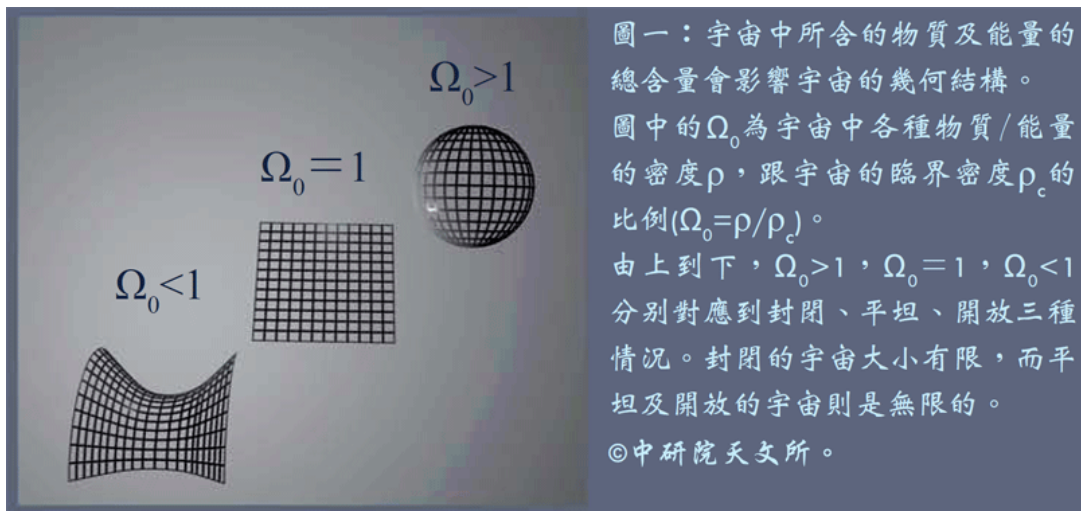 Ω₀>1
Ω₀＝1
Ω₀<1
圖一：宇宙中所含的物質及能量的
總含量會影響宇宙的幾何結構。
圖中的Ω₀為宇宙中各種物質/能量
的密度ρ，跟宇宙的臨界密度ρc的
比例(Ω₀=ρ/ρc)。
由上到下，Ω₀>1，Ω₀＝1，Ω₀<1
分別對應到封閉、平坦、開放三種
情況。封閉的宇宙大小有限，而平
坦及開放的宇宙則是無限的。
©中研院天文所。